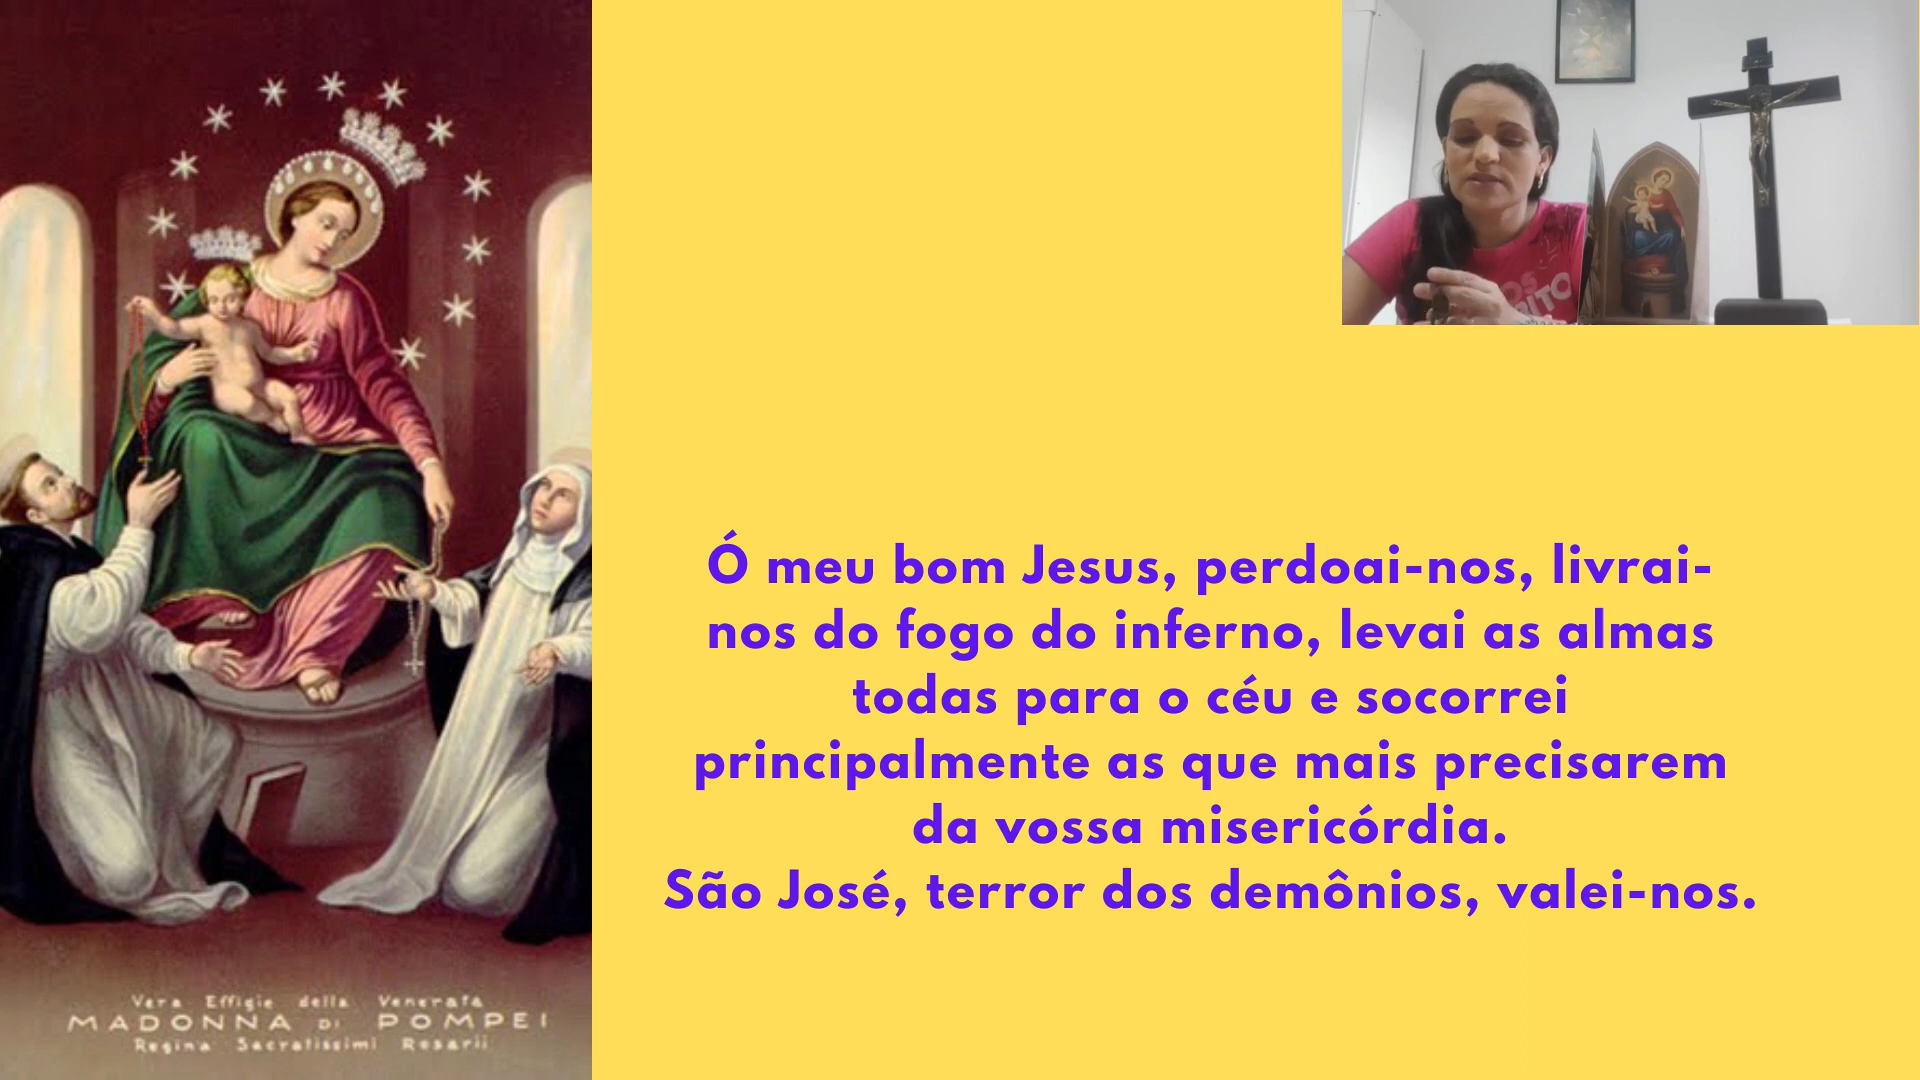 Ó meu bom Jesus, perdoai-nos, livrai-
nos do fogo do inferno, levai as almas
todas para o céu e socorrei
principalmente as que mais precisarem
da vossa misericórdia.
São José, terror dos demônios, valei-nos.
Vera Effigie della Venerata
MADONNA DI POMPEI
Regina Sacratissimi Rosarii